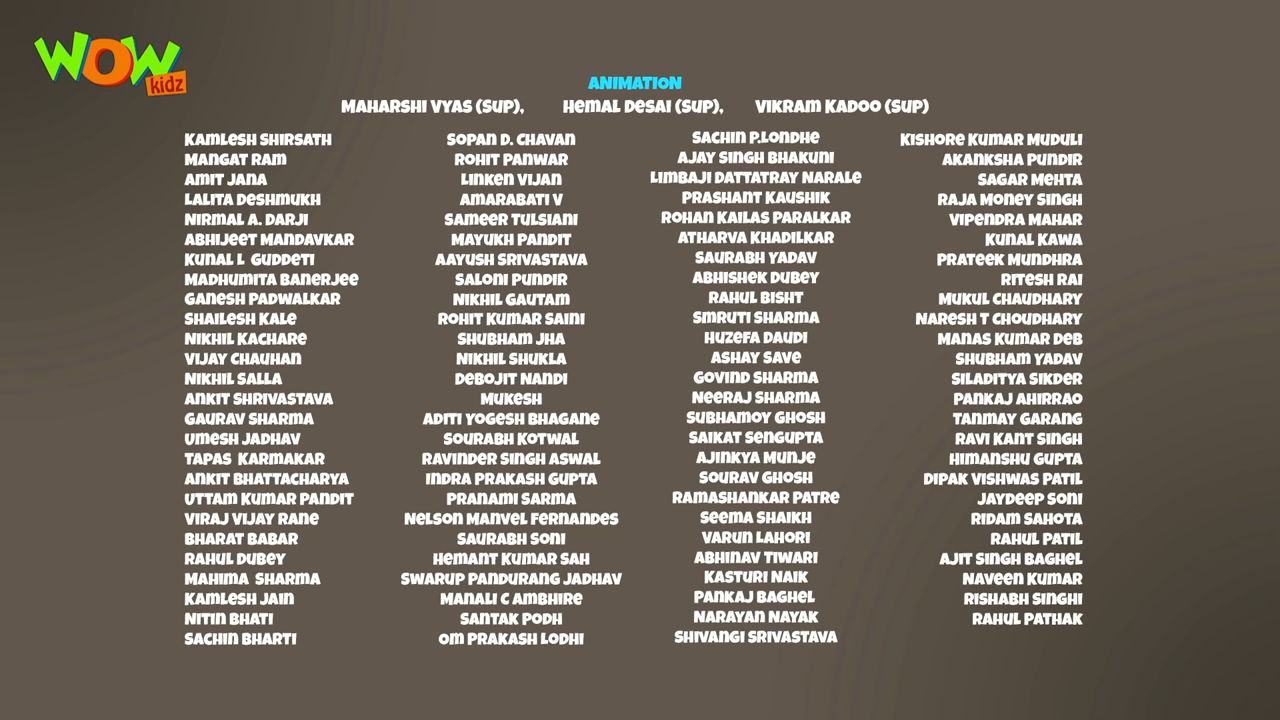 WOW
kidz
ANIMATION
MAHARSHI VYAS (SUP), HEMAL DESAI (SUP), VIKRAM KADOO (SUP)
KAMLESH SHIRSATH
MANGAT RAM
AMIT JANA
LALITA DESHMUKH
NIRMAL A. DARJI
ABHIJEET MANDAVKAR
KUNAL L GUDDETI
MADHUMITA BANERJEE
GANESH PADWALKAR
SHAILESH KALE
NIKHIL KACHARE
VIJAY CHAUHAN
NIKHIL SALLA
ANKIT SHRIVASTAVA
GAURAV SHARMA
UMESH JADHAV
TAPAS KARMAKAR
ANKIT BHATTACHARYA
UTTAM KUMAR PANDIT
VIRAJ VIJAY RANE
BHARAT BABAR
RAHUL DUBEY
MAHIMA SHARMA
KAMLESH JAIN
NITIN BHATI
SACHIN BHARTI
SOPAN D. CHAVAN
ROHIT PANWAR
LINKEN VIJAN
AMARABATI V
SAMEER TULSIANI
MAYUKH PANDIT
AAYUSH SRIVASTAVA
SALONI PUNDIR
NIKHIL GAUTAM
ROHIT KUMAR SAINI
SHUBHAM JHA
NIKHIL SHUKLA
DEBOJIT NANDI
MUKESH
ADITI YOGESH BHAGANE
SOURABH KOTWAL
RAVINDER SINGH ASWAL
INDRA PRAKASH GUPTA
PRANAMI SARMA
NELSON MANVEL FERNANDES
SAURABH SONI
HEMANT KUMAR SAH
SWARUP PANDURANG JADHAV
MANALI C AMBHIRE
SANTAK PODH
OM PRAKASH LODHI
SACHIN P.LONDHE
AJAY SINGH BHAKUNI
LIMBAJI DATTATRAY NARALE
PRASHANT KAUSHIK
ROHAN KAILAS PARALKAR
ATHARVA KHADILKAR
SAURABH YADAV
ABHISHEK DUBEY
RAHUL BISHT
SMRUTI SHARMA
HUZEFA DAUDI
ASHAY SAVE
GOVIND SHARMA
NEERAJ SHARMA
SUBHAMOY GHOSH
SAIKAT SENGUPTA
AJINKYA MUNJE
SOURAV GHOSH
RAMASHANKAR PATRE
SEEMA SHAIKH
VARUN LAHORI
ABHINAV TIWARI
KASTURI NAIK
PANKAJ BAGHEL
NARAYAN NAYAK
SHIVANGI SRIVASTAVA
KISHORE KUMAR MUDULI
AKANKSHA PUNDIR
SAGAR MEHTA
RAJA MONEY SINGH
VIPENDRA MAHAR
KUNAL KAWA
PRATEEK MUNDHRA
RITESH RAI
MUKUL CHAUDHARY
NARESH T CHOUDHARY
MANAS KUMAR DEB
SHUBHAM YADAV
SILADITYA SIKDER
PANKAJ AHIRRAO
TANMAY GARANG
RAVI KANT SINGH
HIMANSHU GUPTA
DIPAK VISHWAS PATIL
JAYDEEP SONI
RIDAM SAHOTA
RAHUL PATIL
AJIT SINGH BAGHEL
NAVEEN KUMAR
RISHABH SINGHI
RAHUL PATHAK